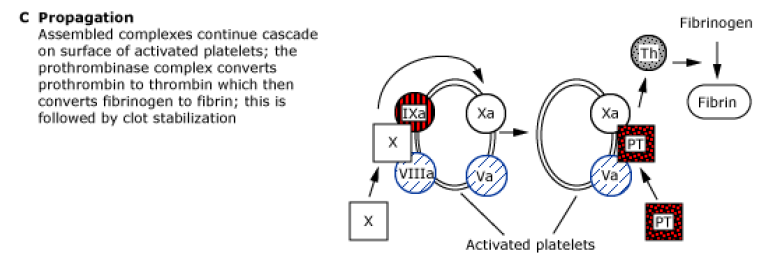 C Propagation
Assembled complexes continue cascade
on surface of activated platelets; the
prothrombinase complex converts
prothrombin to thrombin which then
converts fibrinogen to fibrin; this is
followed by clot stabilization
Fibrinogen
Th
Fibrin
IXa
Xa
X
VIIIa
Va
X
Xa
PT
Va
PT
Activated platelets